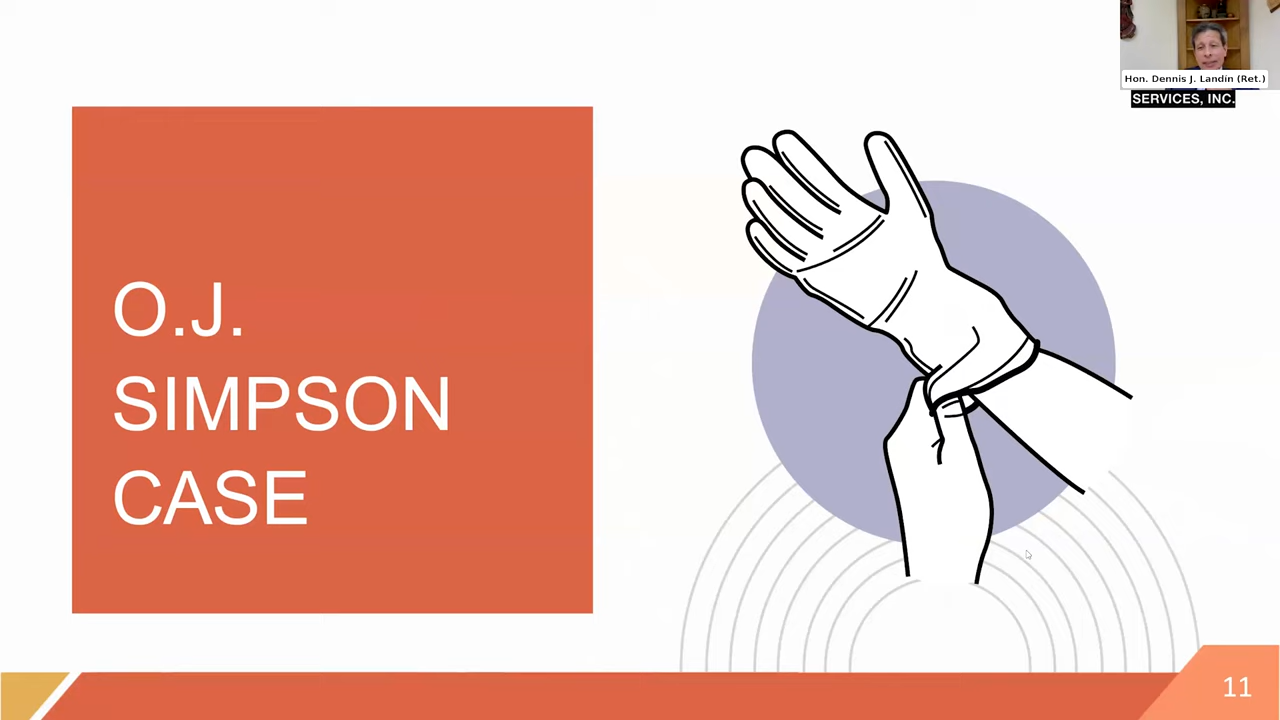 Hon. Dennis J. Landin (Ret.)
SERVICES, INC.
O.J.
SIMPSON
CASE
11